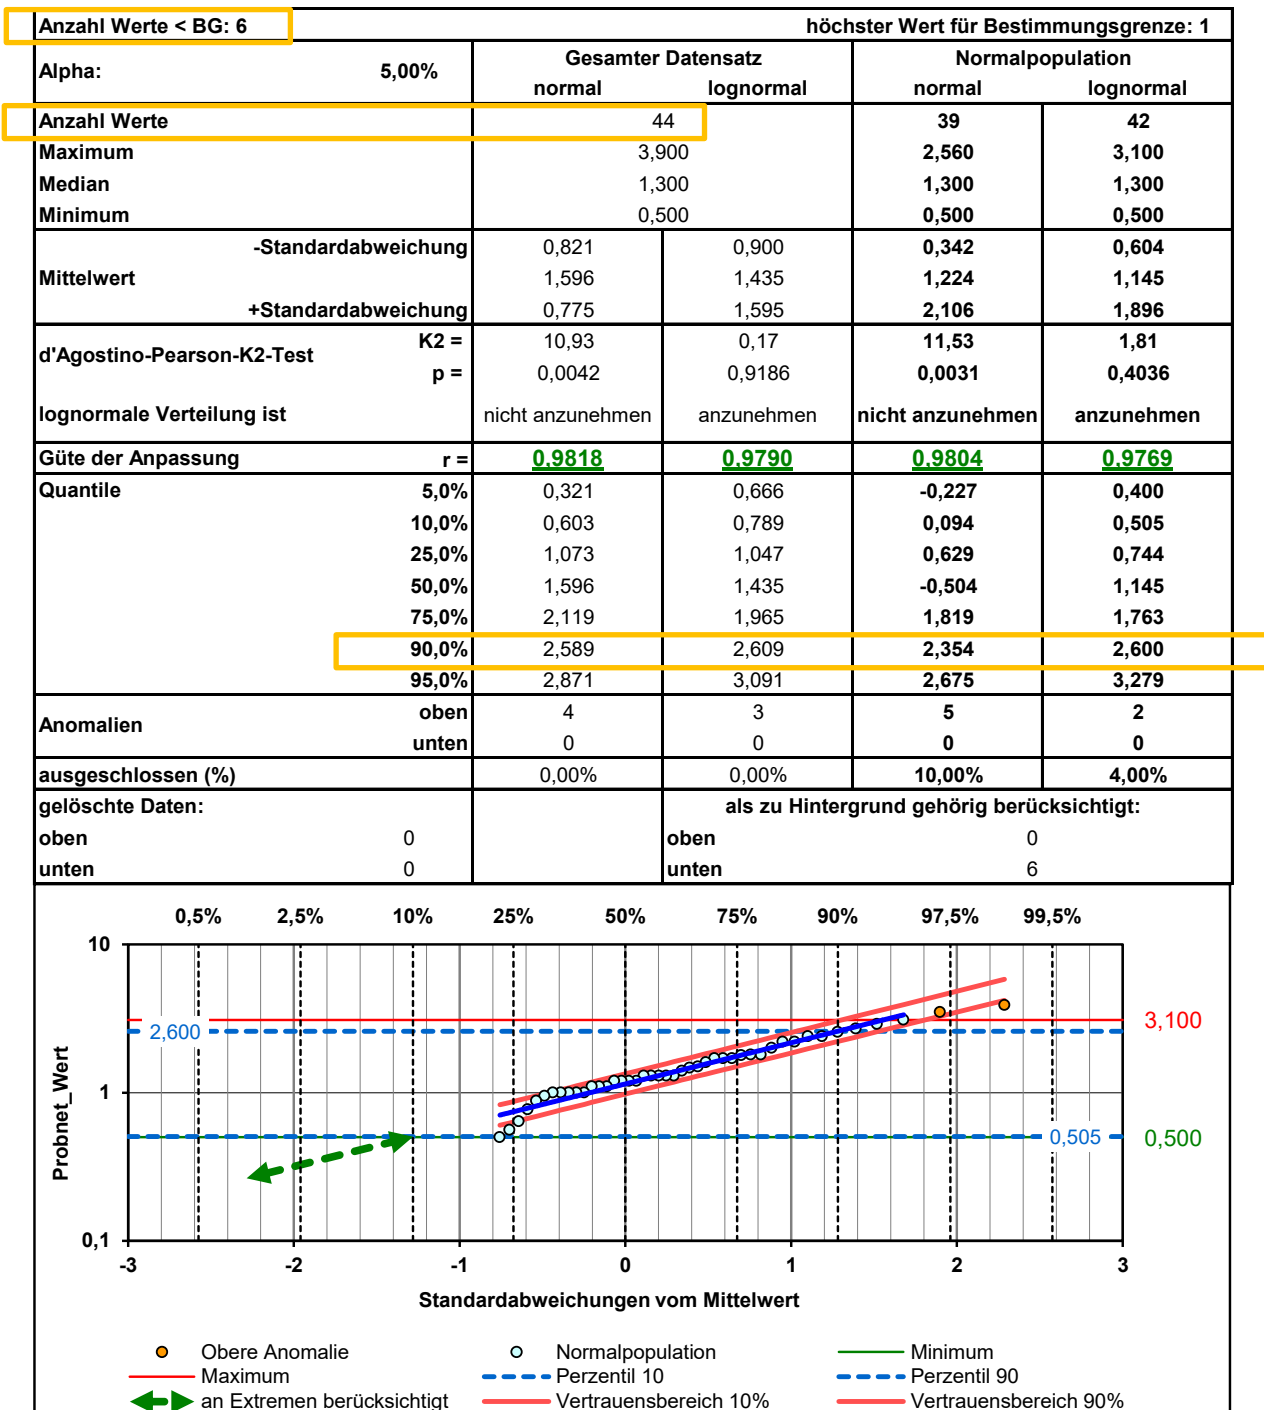 Anzahl Werte < BG: 6 höchster Wert für Bestimmungsgrenze: 1
Alpha: 5,00% Gesamter Datensatz Normalpopulation
normal lognormal normal lognormal
Anzahl Werte 44 39 42
Maximum 3,900 2,560 3,100
Median 1,300 1,300 1,300
Minimum 0,500 0,500 0,500
-Standardabweichung 0,821 0,900 0,342 0,604
Mittelwert 1,596 1,435 1,224 1,145
+Standardabweichung 0,775 1,595 2,106 1,896
d'Agostino-Pearson-K2-Test K2 = 10,93 0,17 11,53 1,81
p = 0,0042 0,9186 0,0031 0,4036
lognormale Verteilung ist nicht anzunehmen anzunehmen nicht anzunehmen anzunehmen
Güte der Anpassung r = 0,9818 0,9790 0,9804 0,9769
Quantile 5,0% 0,321 0,666 -0,227 0,400
10,0% 0,603 0,789 0,094 0,505
25,0% 1,073 1,047 0,629 0,744
50,0% 1,596 1,435 -0,504 1,145
75,0% 2,119 1,965 1,819 1,763
90,0% 2,589 2,609 2,354 2,600
95,0% 2,871 3,091 2,675 3,279
Anomalien oben 4 3 5 2
unten 0 0 0 0
ausgeschlossen (%) 0,00% 0,00% 10,00% 4,00%
gelöschte Daten: als zu Hintergrund gehörig berücksichtigt:
oben 0 oben 0
unten 0 unten 6
0,5% 2,5% 10% 25% 50% 75% 90% 97,5% 99,5%
10
3,100
2,600
1
Probnet_Wert
0,505
0,500
0,1
-3 -2 -1 0 1 2 3
Standardabweichungen vom Mittelwert
Obere Anomalie Normalpopulation Minimum
Maximum Perzentil 10 Perzentil 90
an Extremen berücksichtigt Vertrauensbereich 10% Vertrauensbereich 90%